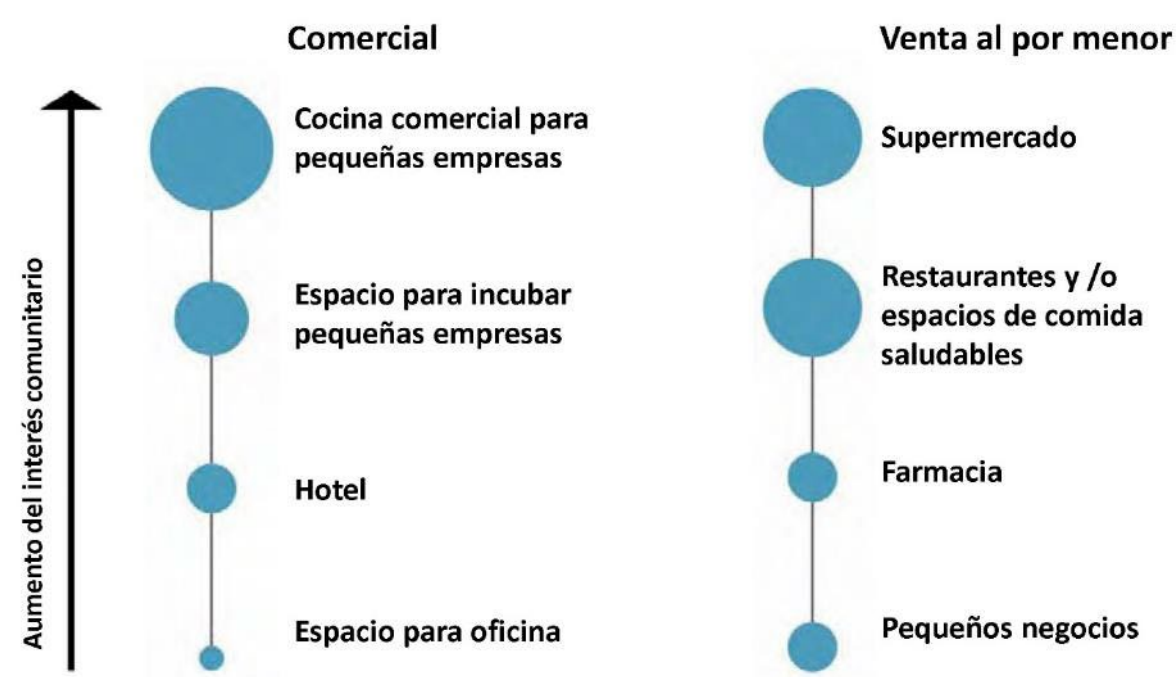 Comercial
Cocina comercial para
pequeñas empresas
Espacio para incubar
pequeñas empresas
Hotel
Espacio para oficina
Venta al por menor
Supermercado
Restaurantes y /o
espacios de comida
saludables
Farmacia
Pequeños negocios
Aumento del interés comunitario